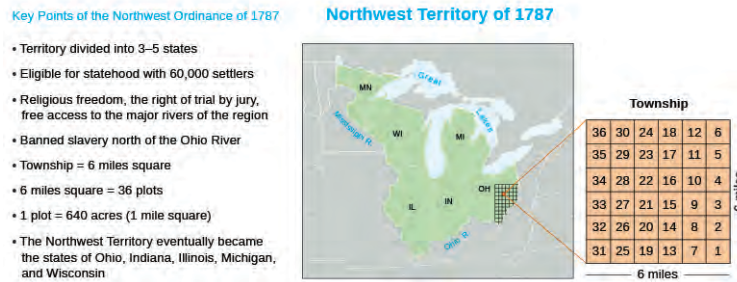 Key Points of the Northwest Ordinance of 1787
• Territory divided into 3–5 states
• Eligible for statehood with 60,000 settlers
• Religious freedom, the right of trial by jury,
free access to the major rivers of the region
• Banned slavery north of the Ohio River
• Township = 6 miles square
• 6 miles square = 36 plots
• 1 plot = 640 acres (1 mile square)
• The Northwest Territory eventually became
the states of Ohio, Indiana, Illinois, Michigan,
and Wisconsin
Northwest Territory of 1787
MN
Great
Lakes
Mississippi R.
WI
MI
OH
IL
IN
Ohio R.
Township
36 30 24 18 12 6
35 29 23 17 11 5
34 28 22 16 10 4
33 27 21 15 9 3
32 26 20 14 8 2
31 25 19 13 7 1
6 miles